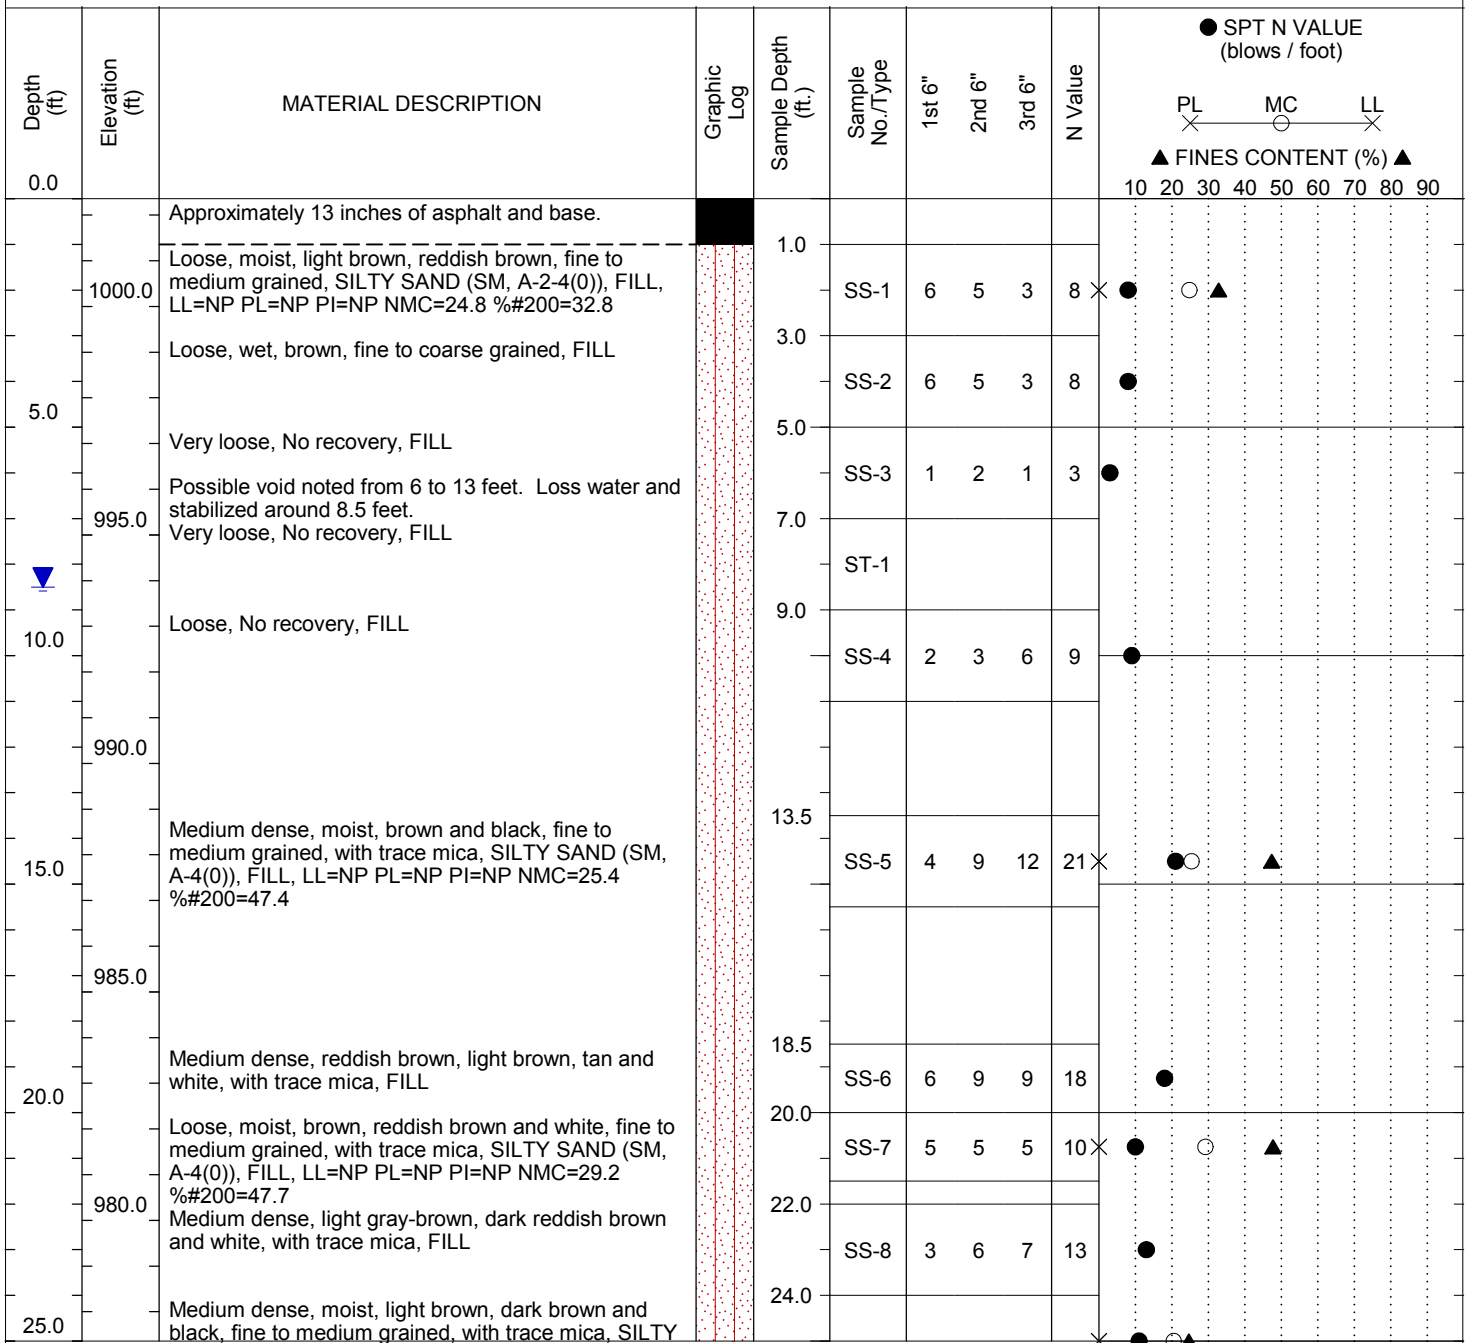 ● SPT N VALUE
(blows / foot)
Depth
(ft)
Elevation
(ft)
MATERIAL DESCRIPTION
Graphic
Log
Sample Depth
(ft.)
Sample
No./Type
1st 6"
2nd 6"
3rd 6"
N Value
PL MC LL
▲ FINES CONTENT (%) ▲
0.0
10 20 30 40 50 60 70 80 90
Approximately 13 inches of asphalt and base.
1.0
Loose, moist, light brown, reddish brown, fine to
medium grained, SILTY SAND (SM, A-2-4(0)), FILL,
LL=NP PL=NP PI=NP NMC=24.8 %#200=32.8
1000.0
SS-1 6 5 3 8
3.0
Loose, wet, brown, fine to coarse grained, FILL
SS-2 6 5 3 8
5.0
5.0
Very loose, No recovery, FILL
SS-3 1 2 1 3
Possible void noted from 6 to 13 feet. Loss water and
stabilized around 8.5 feet.
995.0
7.0
Very loose, No recovery, FILL
ST-1
9.0
Loose, No recovery, FILL
10.0
SS-4 2 3 6 9
990.0
13.5
Medium dense, moist, brown and black, fine to
medium grained, with trace mica, SILTY SAND (SM,
A-4(0)), FILL, LL=NP PL=NP PI=NP NMC=25.4
%#200=47.4
15.0
SS-5 4 9 12 21
985.0
18.5
Medium dense, reddish brown, light brown, tan and
white, with trace mica, FILL
SS-6 6 9 9 18
20.0
20.0
Loose, moist, brown, reddish brown and white, fine to
medium grained, with trace mica, SILTY SAND (SM,
A-4(0)), FILL, LL=NP PL=NP PI=NP NMC=29.2
%#200=47.7
SS-7 5 5 5 10
980.0
22.0
Medium dense, light gray-brown, dark reddish brown
and white, with trace mica, FILL
SS-8 3 6 7 13
24.0
Medium dense, moist, light brown, dark brown and
black, fine to medium grained, with trace mica, SILTY
25.0